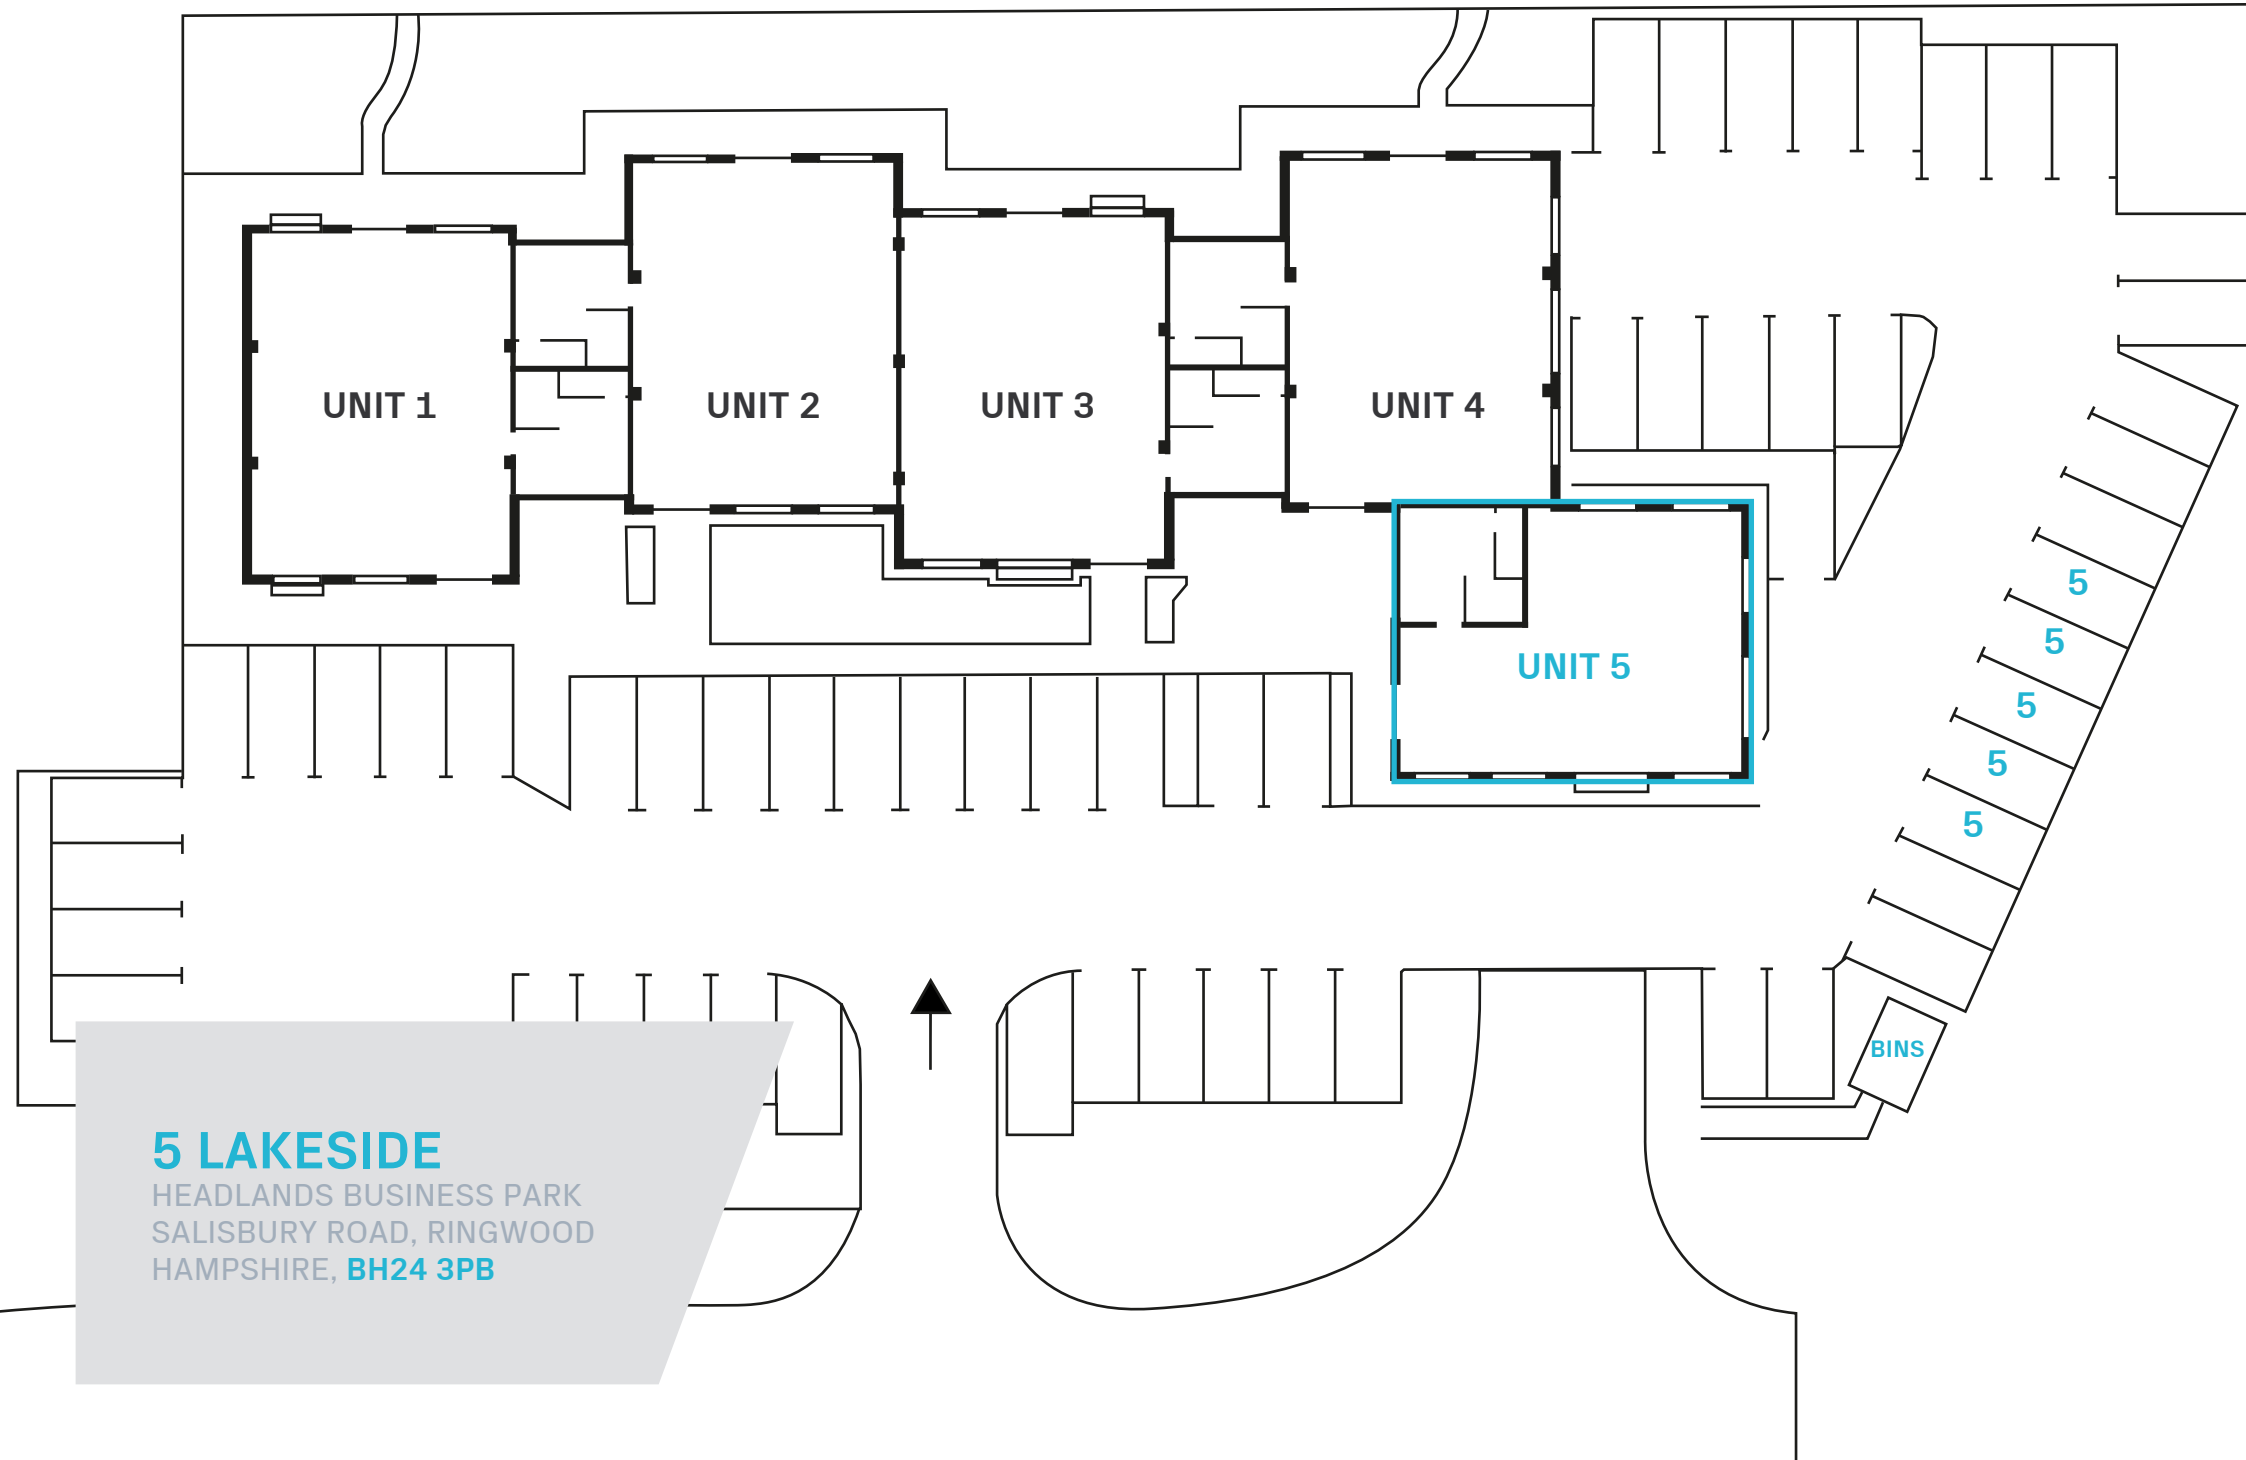 UNIT 1
UNIT 2
UNIT 3
UNIT 4
UNIT 5
5
5
5
5
5
BINS
5 LAKESIDE
HEADLANDS BUSINESS PARK
SALISBURY ROAD, RINGWOOD
HAMPSHIRE, BH24 3PB